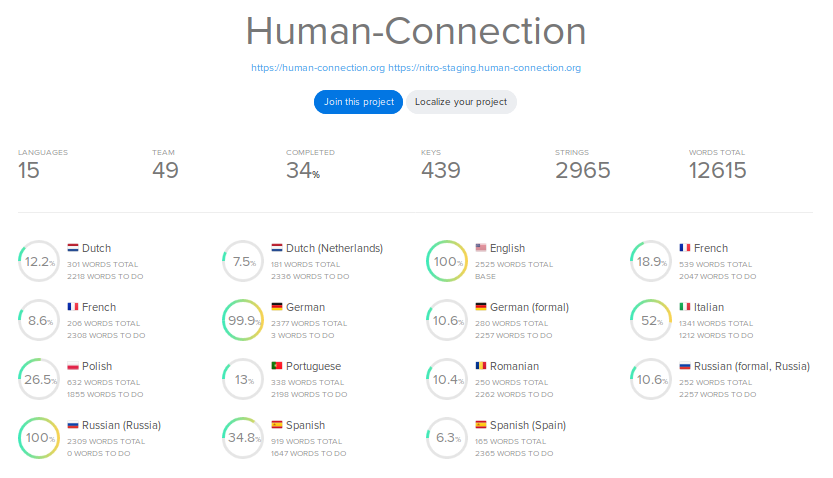 Human-Connection
https://human-connection.org https://nitro-staging.human-connection.org
Join this project Localize your project
LANGUAGES TEAM COMPLETED KEYS STRINGS WORDS TOTAL
15 49 34% 439 2965 12615
12.2% Dutch 301 WORDS TOTAL 2218 WORDS TO DO
7.5% Dutch (Netherlands) 181 WORDS TOTAL 2336 WORDS TO DO
100% English 2525 WORDS TOTAL BASE
18.9% French 539 WORDS TOTAL 2047 WORDS TO DO
8.6% French 206 WORDS TOTAL 2308 WORDS TO DO
99.9% German 2377 WORDS TOTAL 3 WORDS TO DO
10.6% German (formal) 280 WORDS TOTAL 2257 WORDS TO DO
52% Italian 1341 WORDS TOTAL 1212 WORDS TO DO
26.5% Polish 632 WORDS TOTAL 1855 WORDS TO DO
13% Portuguese 338 WORDS TOTAL 2198 WORDS TO DO
10.4% Romanian 250 WORDS TOTAL 2262 WORDS TO DO
10.6% Russian (formal, Russia) 252 WORDS TOTAL 2257 WORDS TO DO
100% Russian (Russia) 2309 WORDS TOTAL 0 WORDS TO DO
34.8% Spanish 919 WORDS TOTAL 1647 WORDS TO DO
6.3% Spanish (Spain) 165 WORDS TOTAL 2365 WORDS TO DO